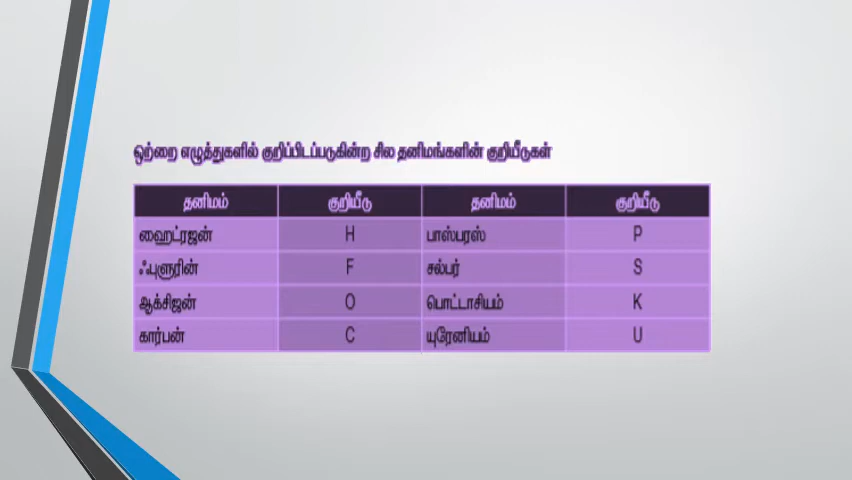 ஒற்றை எழுத்துகளில் குறிப்பிடப்படுகின்ற சில தனிமங்களின் குறியீடுகள்
தனிமம் குறியீடு தனிமம் குறியீடு
ஹைட்ரஜன் H பாஸ்பரஸ் P
ஃபுளுரின் F சல்பர் S
ஆக்சிஜன் O பொட்டாசியம் K
கார்பன் C யுரேனியம் U